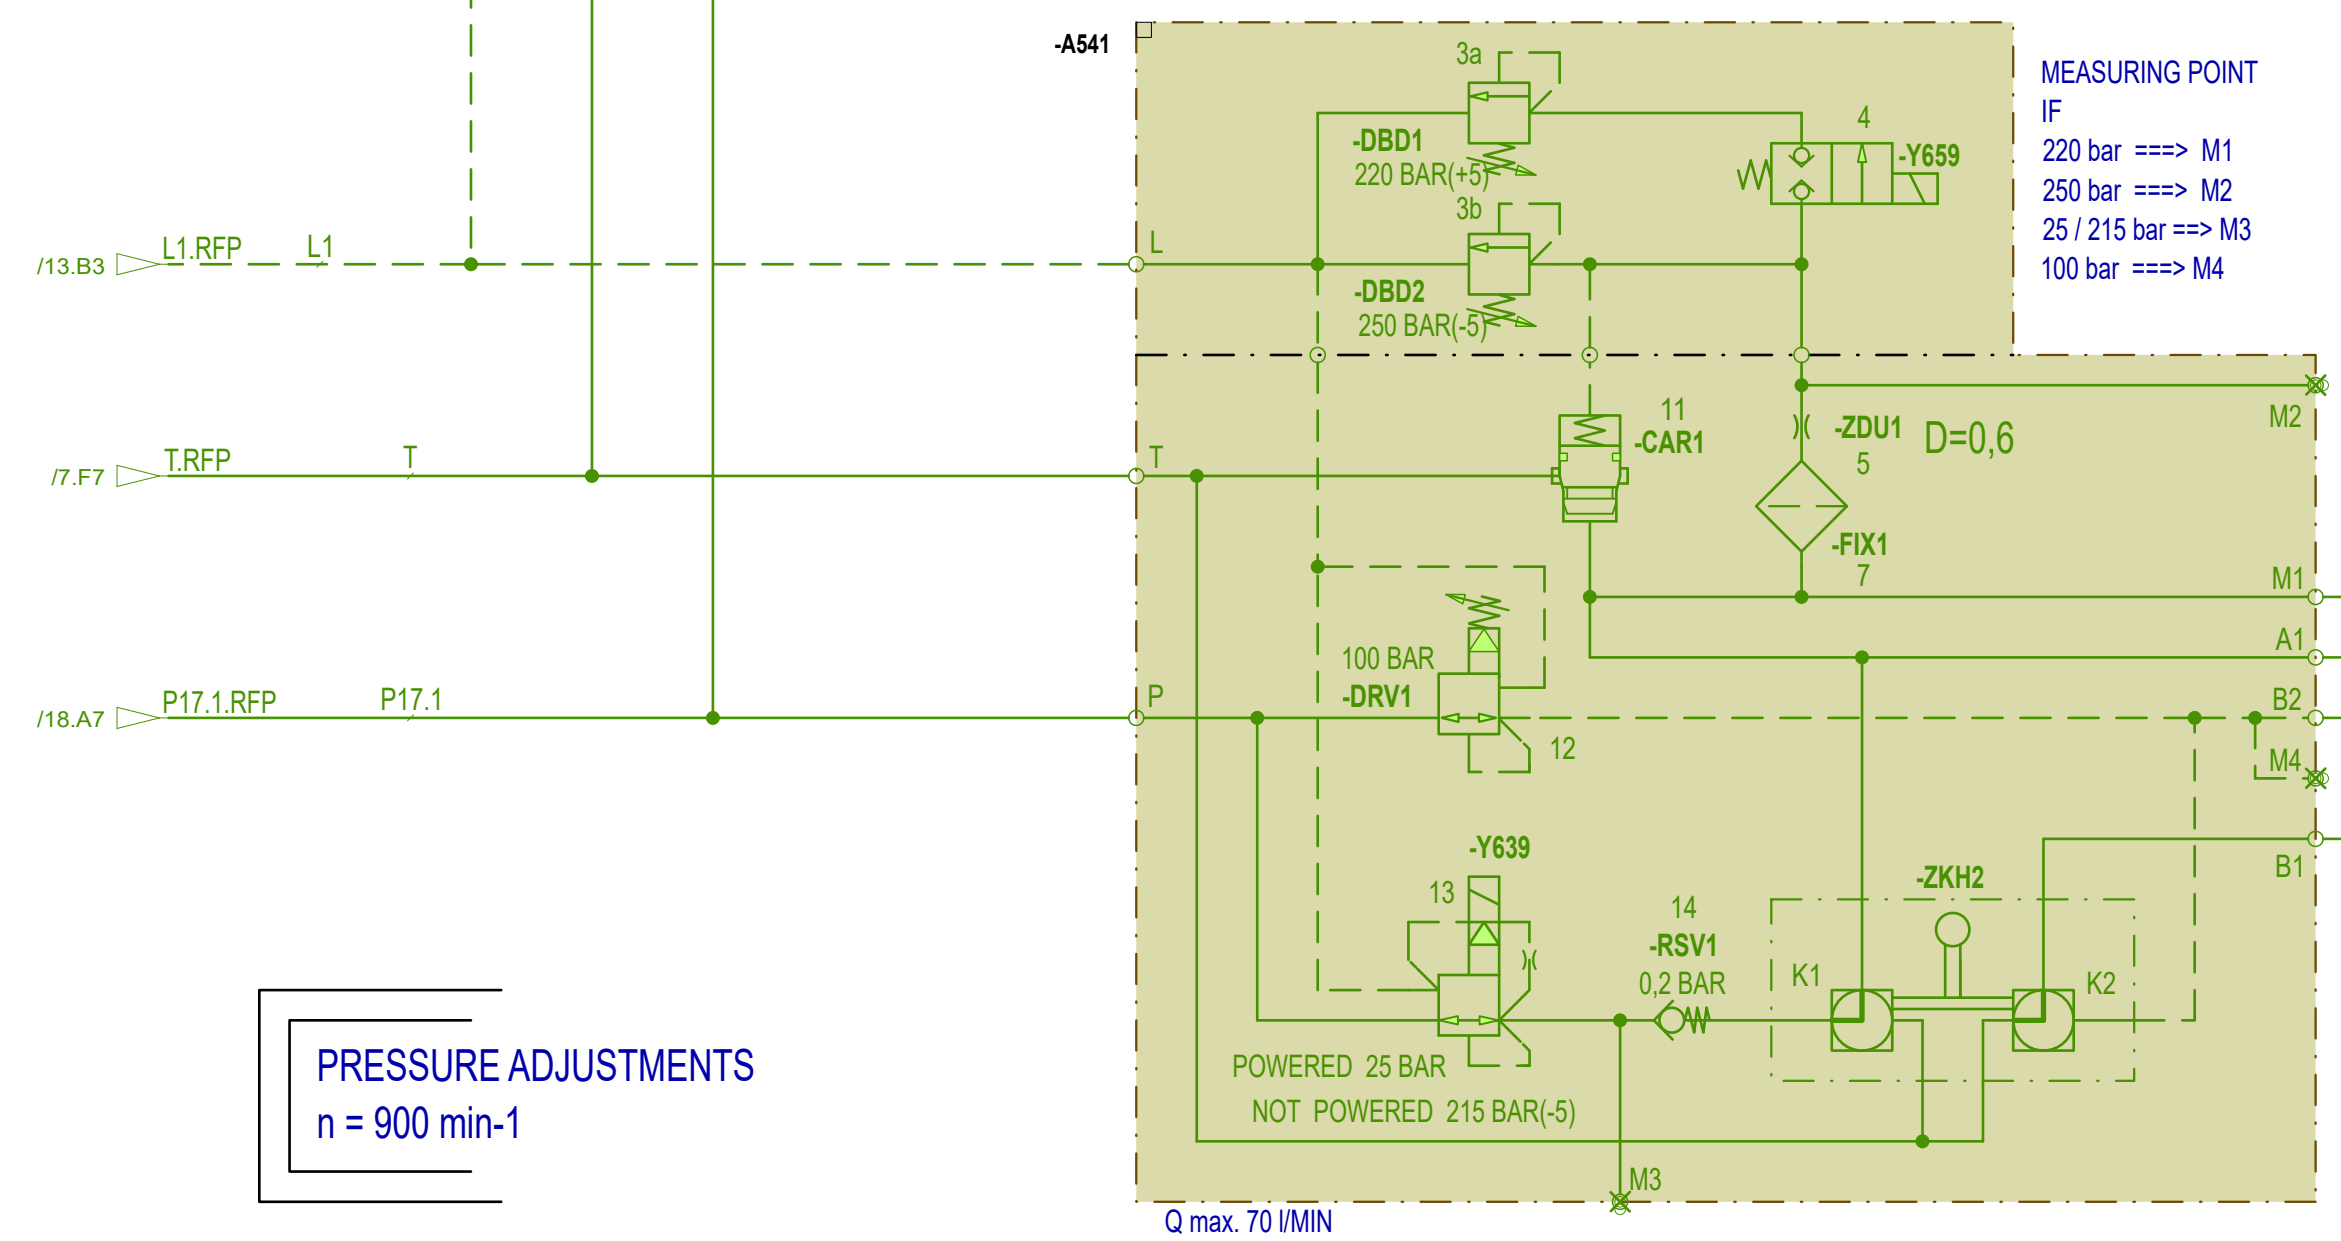 -A541
3a
MEASURING POINT
IF
220 bar ===> M1
250 bar ===> M2
25 / 215 bar ==> M3
100 bar ===> M4
4
-DBD1
-Y659
220 BAR(+5)
3b
/13.B3
L1.RFP
L1
L
-DBD2
250 BAR(-5)
11
-CAR1
-ZDU1
5
D=0,6
M2
/7.F7
T.RFP
T
T
-FIX1
7
M1
A1
100 BAR
-DRV1
/18.A7
P17.1.RFP
P17.1
P
B2
12
M4
-Y639
13
14
-RSV1
0,2 BAR
-ZKH2
B1
K1
K2
PRESSURE ADJUSTMENTS
n = 900 min-1
POWERED 25 BAR
NOT POWERED 215 BAR(-5)
M3
Q max. 70 l/MIN